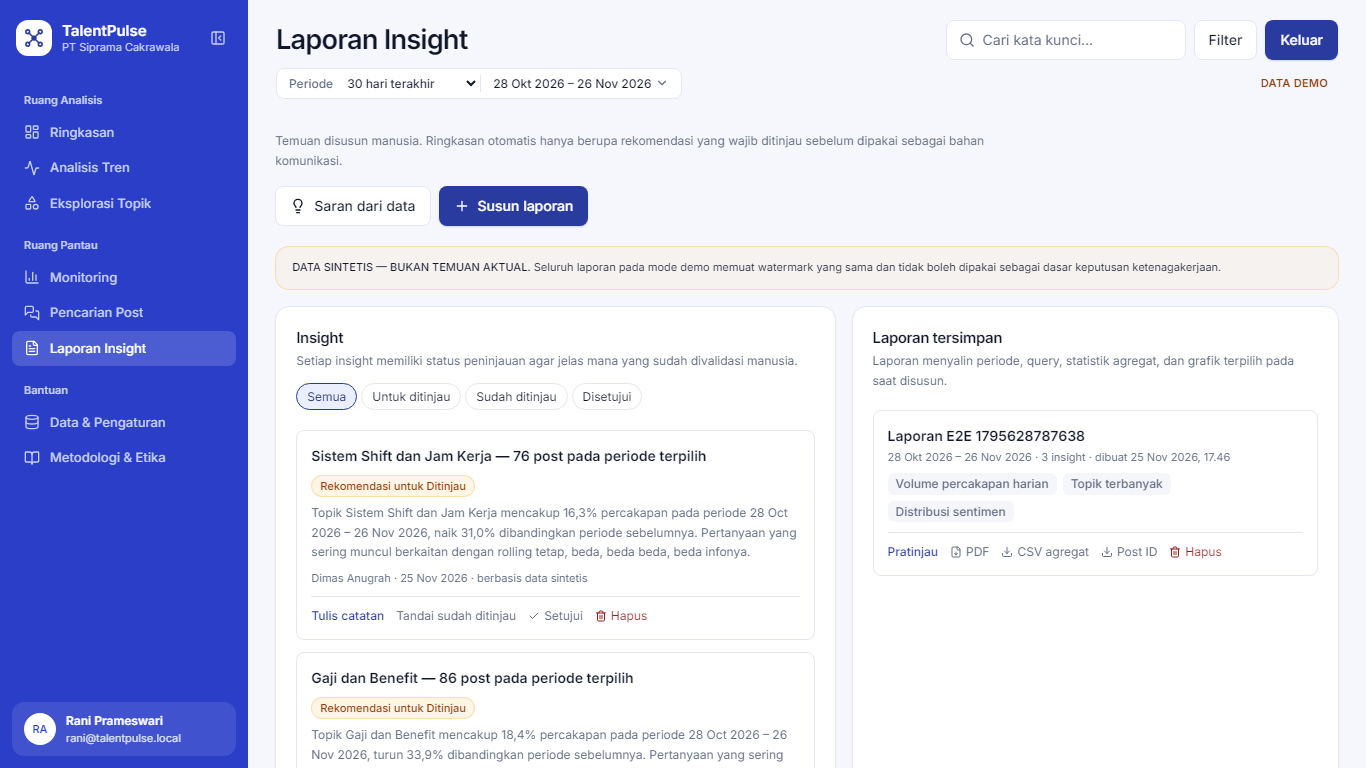 TalentPulse
PT Siprama Cakrawala
Ruang Analisis
Ringkasan
Analisis Tren
Eksplorasi Topik
Ruang Pantau
Monitoring
Pencarian Post
Laporan Insight
Bantuan
Data & Pengaturan
Metodologi & Etika
RA
Rani Prameswari
rani@talentpulse.local
Laporan Insight
Cari kata kunci...
Filter
Keluar
Periode 30 hari terakhir 28 Okt 2026 – 26 Nov 2026
DATA DEMO
Temuan disusun manusia. Ringkasan otomatis hanya berupa rekomendasi yang wajib ditinjau sebelum dipakai sebagai bahan
komunikasi.
Saran dari data
Susun laporan
DATA SINTETIS — BUKAN TEMUAN AKTUAL. Seluruh laporan pada mode demo memuat watermark yang sama dan tidak boleh dipakai sebagai dasar keputusan ketenagakerjaan.
Insight
Setiap insight memiliki status peninjauan agar jelas mana yang sudah divalidasi manusia.
Semua Untuk ditinjau Sudah ditinjau Disetujui
Sistem Shift dan Jam Kerja — 76 post pada periode terpilih
Rekomendasi untuk Ditinjau
Topik Sistem Shift dan Jam Kerja mencakup 16,3% percakapan pada periode 28 Oct
2026 – 26 Nov 2026, naik 31,0% dibandingkan periode sebelumnya. Pertanyaan yang
sering muncul berkaitan dengan rolling tetap, beda, beda beda, beda infonya.
Dimas Anugrah · 25 Nov 2026 · berbasis data sintetis
Tulis catatan Tandai sudah ditinjau Setujui Hapus
Gaji dan Benefit — 86 post pada periode terpilih
Rekomendasi untuk Ditinjau
Topik Gaji dan Benefit mencakup 18,4% percakapan pada periode 28 Oct 2026 – 26
Nov 2026, turun 33,9% dibandingkan periode sebelumnya. Pertanyaan yang sering
Laporan tersimpan
Laporan menyalin periode, query, statistik agregat, dan grafik terpilih pada
saat disusun.
Laporan E2E 1795628787638
28 Okt 2026 – 26 Nov 2026 · 3 insight · dibuat 25 Nov 2026, 17.46
Volume percakapan harian Topik terbanyak
Distribusi sentimen
Pratinjau PDF CSV agregat Post ID Hapus